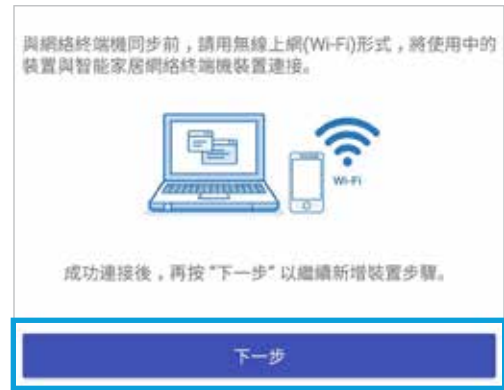 與網絡終端機同步前，請用無線上網(Wi-Fi)形式，將使用中的
裝置與智能家居網絡終端機裝置連接。
Wi-Fi
成功連接後，再按 "下一步" 以繼續新增裝置步驟。
下一步